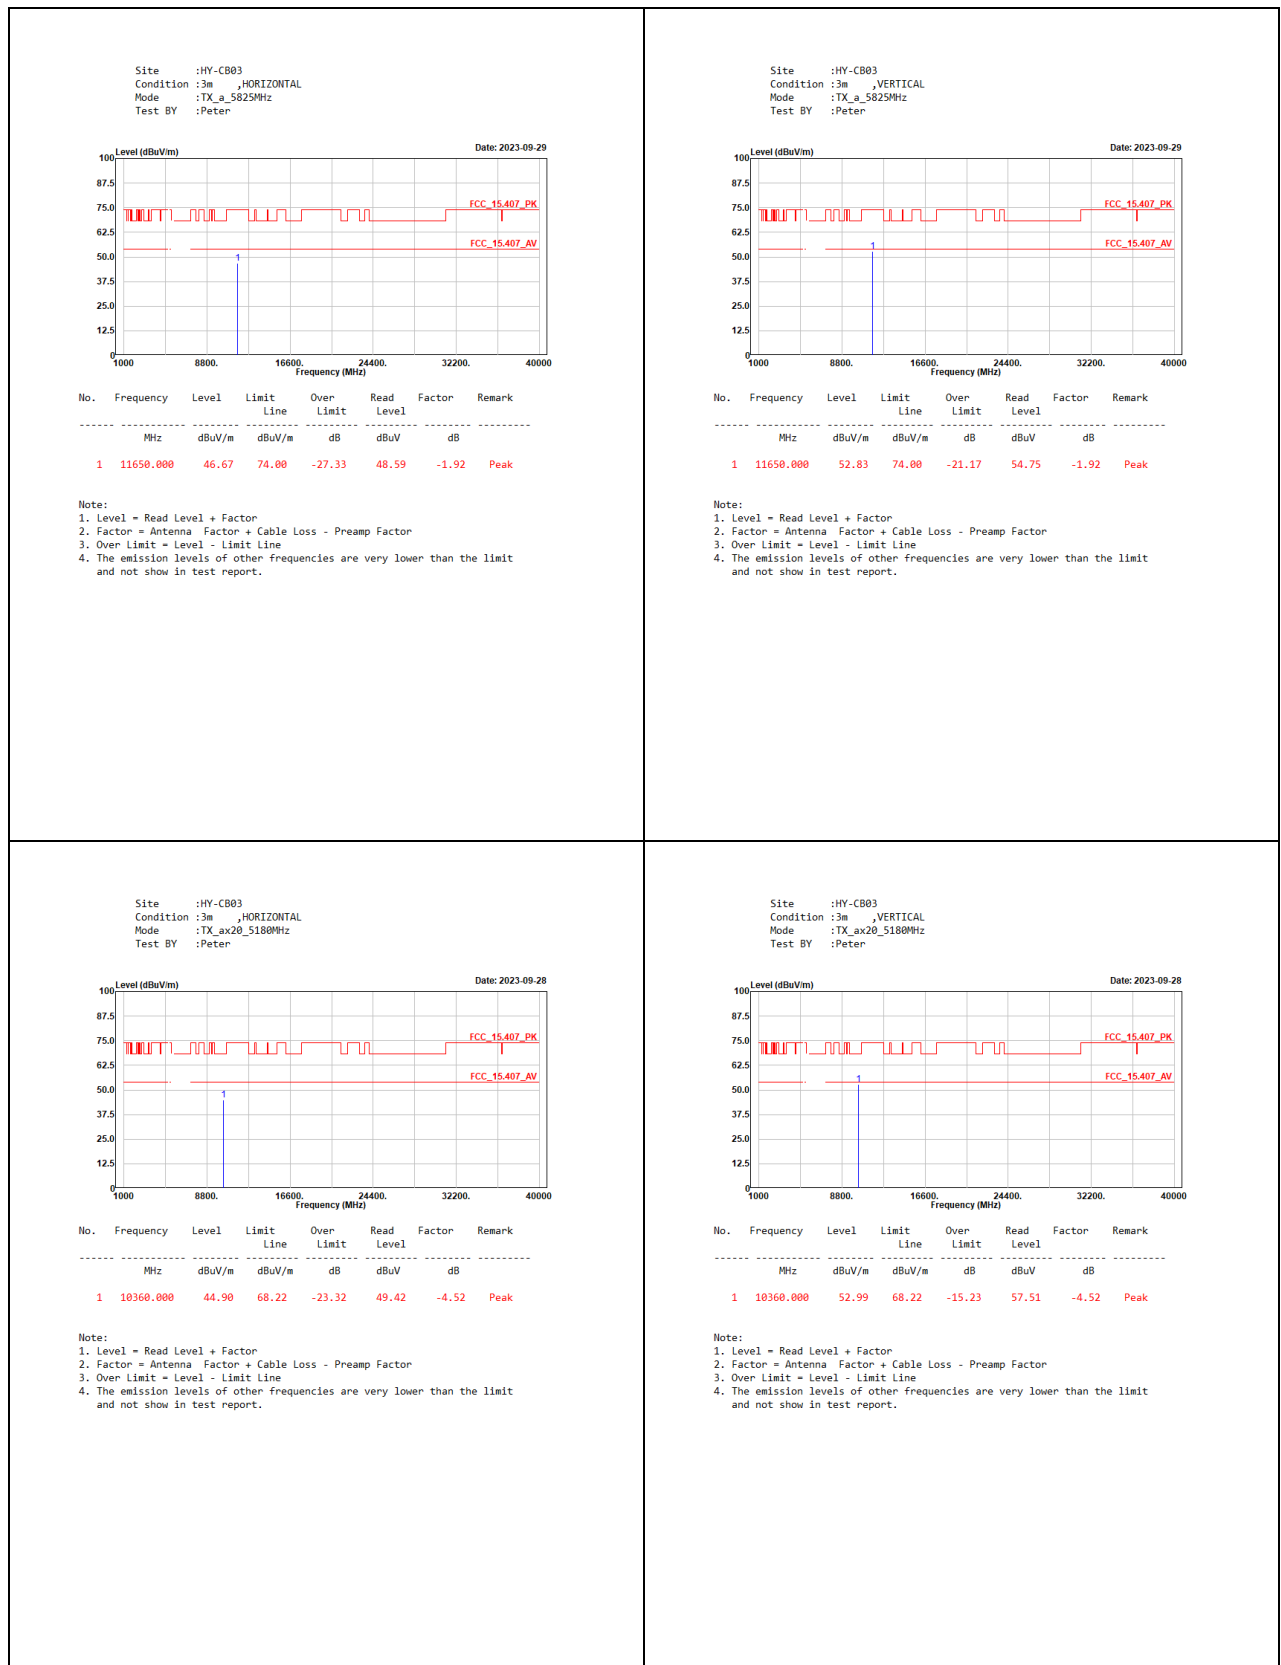 Site      :HY-CB03
Condition :3m    ,HORIZONTAL
Mode      :TX_a_5825MHz
Test BY   :Peter
Level (dBuV/m)    Date: 2023-09-29
100
87.5
75.0
FCC_15.407_PK
62.5
FCC_15.407_AV
50.0
1
37.5
25.0
12.5
0
1000    8800.    16600.    24400.    32200.    40000
Frequency (MHz)
No.   Frequency    Level    Limit    Over    Read    Factor    Remark
Line    Limit    Level
------ ----------- -------- --------- --------- --------- -------- ---------
MHz    dBuV/m    dBuV/m    dB    dBuV    dB
1   11650.000    46.67    74.00   -27.33    48.59    -1.92    Peak
Note:
1. Level = Read Level + Factor
2. Factor = Antenna  Factor + Cable Loss - Preamp Factor
3. Over Limit = Level - Limit Line
4. The emission levels of other frequencies are very lower than the limit
and not show in test report.
Site      :HY-CB03
Condition :3m    ,VERTICAL
Mode      :TX_a_5825MHz
Test BY   :Peter
Level (dBuV/m)    Date: 2023-09-29
100
87.5
75.0
FCC_15.407_PK
62.5
FCC_15.407_AV
1
50.0
37.5
25.0
12.5
0
1000    8800.    16600.    24400.    32200.    40000
Frequency (MHz)
No.   Frequency    Level    Limit    Over    Read    Factor    Remark
Line    Limit    Level
------ ----------- -------- --------- --------- --------- -------- ---------
MHz    dBuV/m    dBuV/m    dB    dBuV    dB
1   11650.000    52.83    74.00   -21.17    54.75    -1.92    Peak
Note:
1. Level = Read Level + Factor
2. Factor = Antenna  Factor + Cable Loss - Preamp Factor
3. Over Limit = Level - Limit Line
4. The emission levels of other frequencies are very lower than the limit
and not show in test report.
Site      :HY-CB03
Condition :3m    ,HORIZONTAL
Mode      :TX_ax20_5180MHz
Test BY   :Peter
Level (dBuV/m)    Date: 2023-09-28
100
87.5
75.0
FCC_15.407_PK
62.5
FCC_15.407_AV
50.0
1
37.5
25.0
12.5
0
1000    8800.    16600.    24400.    32200.    40000
Frequency (MHz)
No.   Frequency    Level    Limit    Over    Read    Factor    Remark
Line    Limit    Level
------ ----------- -------- --------- --------- --------- -------- ---------
MHz    dBuV/m    dBuV/m    dB    dBuV    dB
1   10360.000    44.90    68.22   -23.32    49.42    -4.52    Peak
Note:
1. Level = Read Level + Factor
2. Factor = Antenna  Factor + Cable Loss - Preamp Factor
3. Over Limit = Level - Limit Line
4. The emission levels of other frequencies are very lower than the limit
and not show in test report.
Site      :HY-CB03
Condition :3m    ,VERTICAL
Mode      :TX_ax20_5180MHz
Test BY   :Peter
Level (dBuV/m)    Date: 2023-09-28
100
87.5
75.0
FCC_15.407_PK
62.5
FCC_15.407_AV
1
50.0
37.5
25.0
12.5
0
1000    8800.    16600.    24400.    32200.    40000
Frequency (MHz)
No.   Frequency    Level    Limit    Over    Read    Factor    Remark
Line    Limit    Level
------ ----------- -------- --------- --------- --------- -------- ---------
MHz    dBuV/m    dBuV/m    dB    dBuV    dB
1   10360.000    52.99    68.22   -15.23    57.51    -4.52    Peak
Note:
1. Level = Read Level + Factor
2. Factor = Antenna  Factor + Cable Loss - Preamp Factor
3. Over Limit = Level - Limit Line
4. The emission levels of other frequencies are very lower than the limit
and not show in test report.